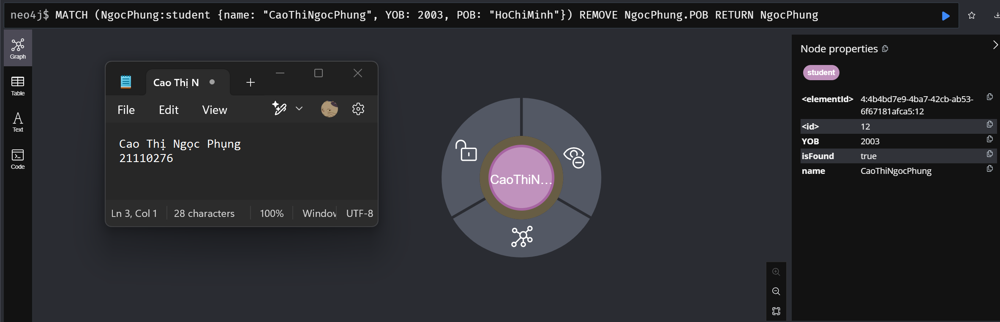 neo4j$ MATCH (NgocPhung:student {name: "CaoThiNgocPhung", YOB: 2003, POB: "HoChiMinh"}) REMOVE NgocPhung.POB RETURN NgocPhung
Graph
Table
Text
Code
Cao Thị N
File Edit View
Cao Thị Ngọc Phụng
21110276
Ln 3, Col 1 28 characters 100% Window UTF-8
CaoThiN...
Node properties
student
<elementId> 4:4b4bd7e9-4ba7-42cb-ab53-
6f67181afca5:12
<id> 12
YOB 2003
isFound true
name CaoThiNgocPhung